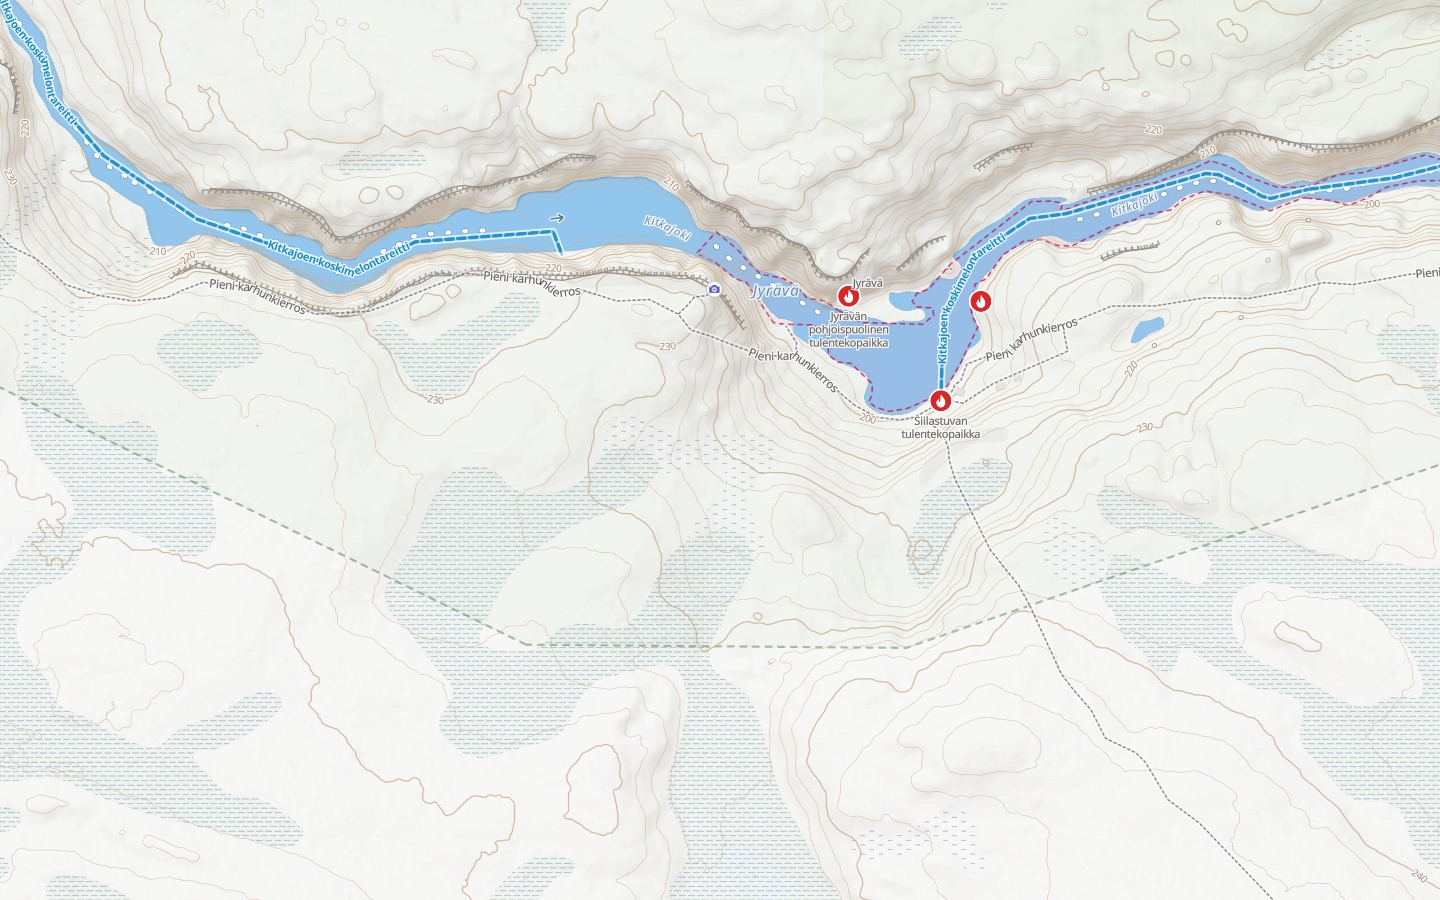 Kitkajoen koskimelontareitti
220
230
210
220
Kitkajoen koskimelontareitti
Pieni karhunkierros
220
Pieni karhunkierros
210
Kitkajoki
Jyrävä
Jyrävä
Jyrävän
pohjoispuolinen
tulentekopaikka
Kitkajoen koskimelontareitti
Kitkajoki
220
210
200
Pieni
Pieni karhunkierros
Pieni karhunkierros
230
230
200
220
230
Siilastuvan
tulentekopaikka
240